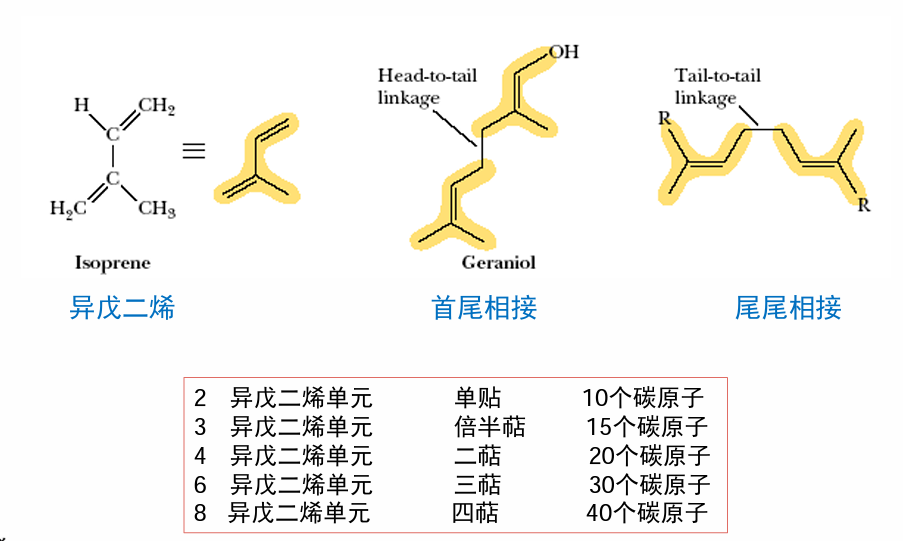 OH
Head-to-tail
linkage
Tail-to-tail
linkage
R
H
CH2
C
C
H2C
CH3
R
Isoprene
Geraniol
异戊二烯
首尾相接
尾尾相接
2 异戊二烯单元 单贴 10个碳原子
3 异戊二烯单元 倍半萜 15个碳原子
4 异戊二烯单元 二萜 20个碳原子
6 异戊二烯单元 三萜 30个碳原子
8 异戊二烯单元 四萜 40个碳原子